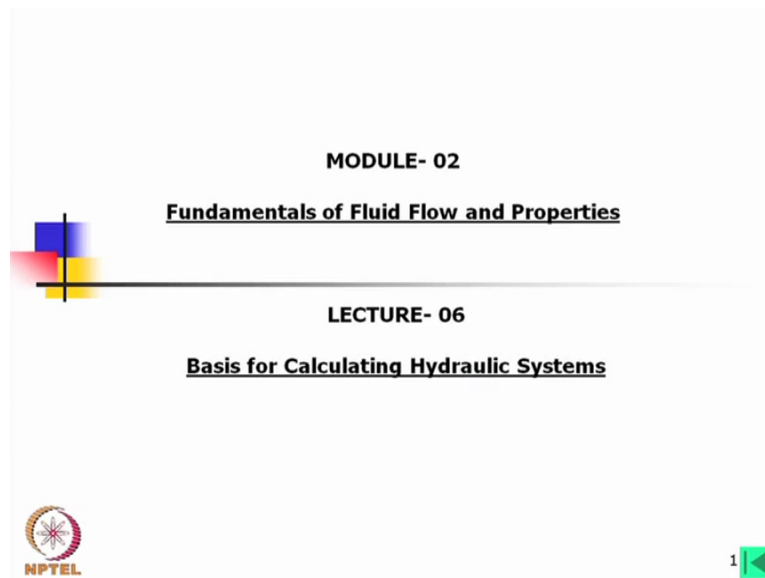 MODULE- 02
Fundamentals of Fluid Flow and Properties
LECTURE- 06
Basis for Calculating Hydraulic Systems
NPTEL
1